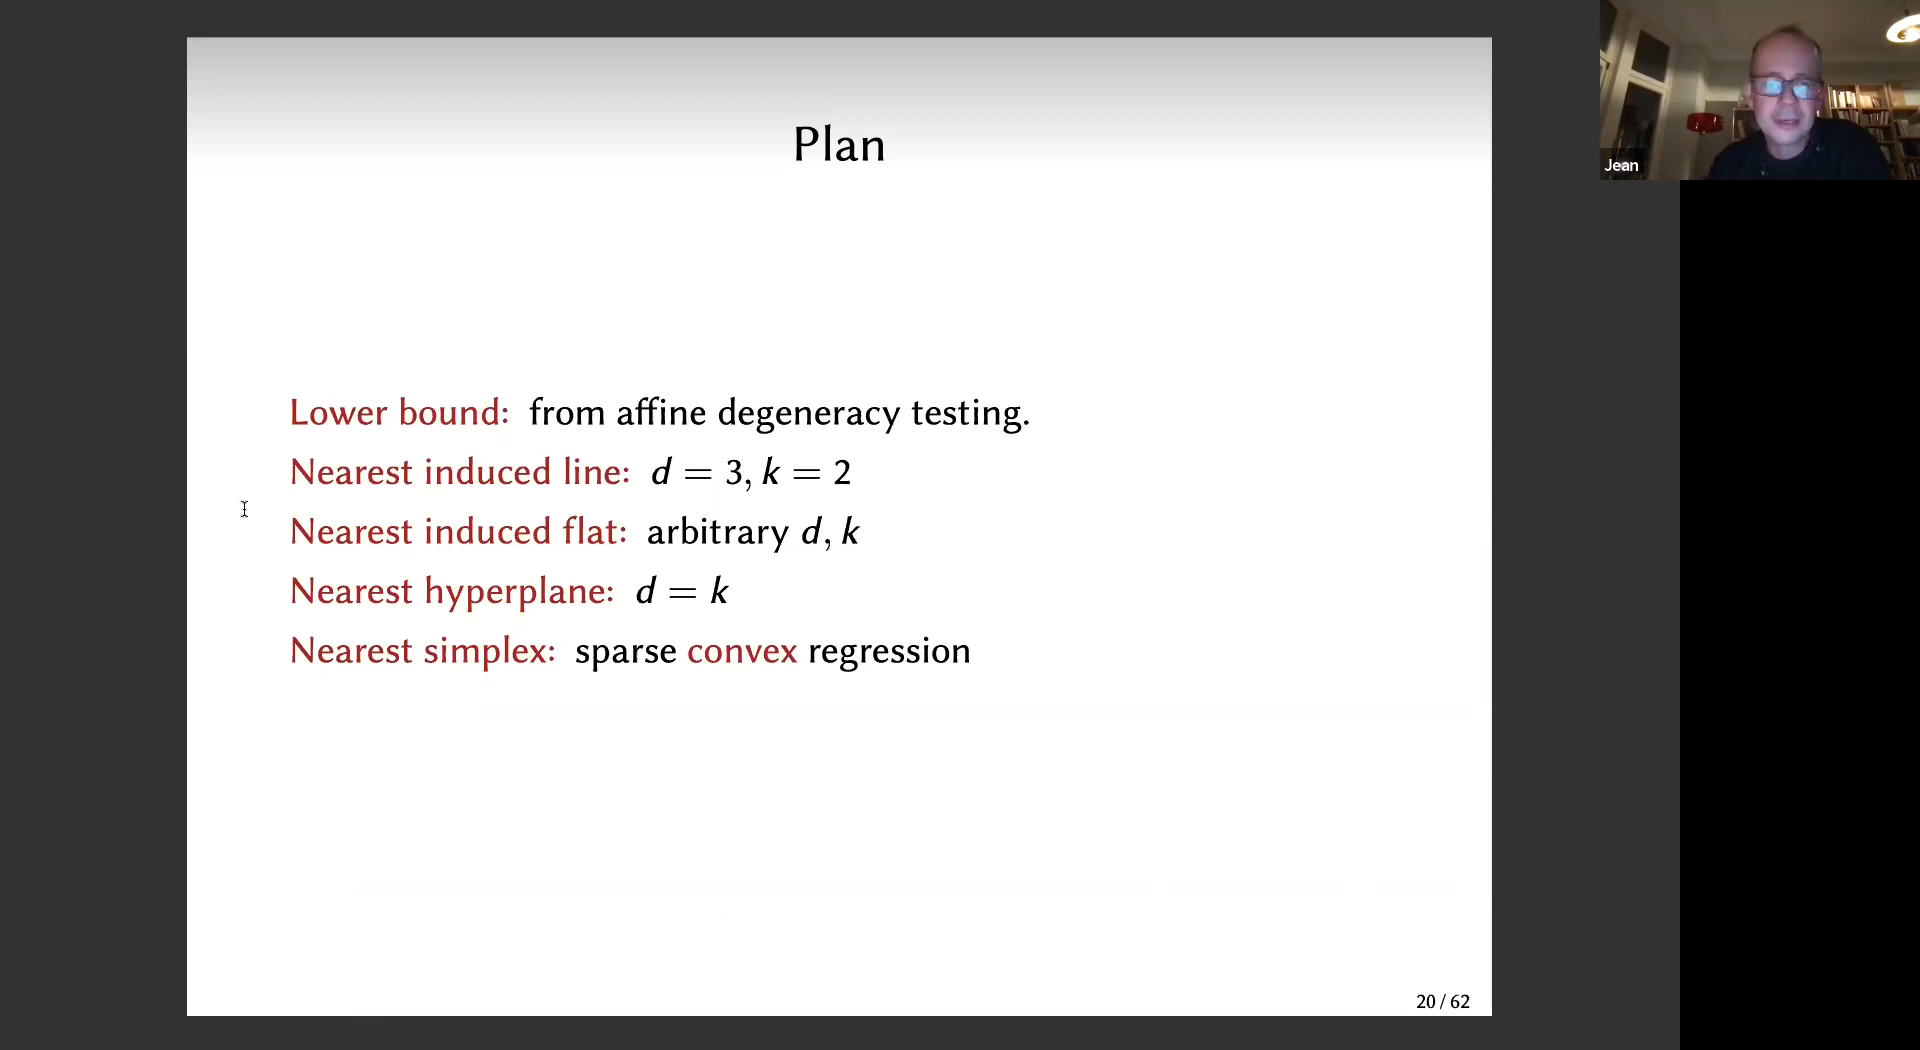 Plan
Jean
Lower bound: from affine degeneracy testing.
Nearest induced line: d = 3, k = 2
Nearest induced flat: arbitrary d, k
Nearest hyperplane: d = k
Nearest simplex: sparse convex regression
20 / 62